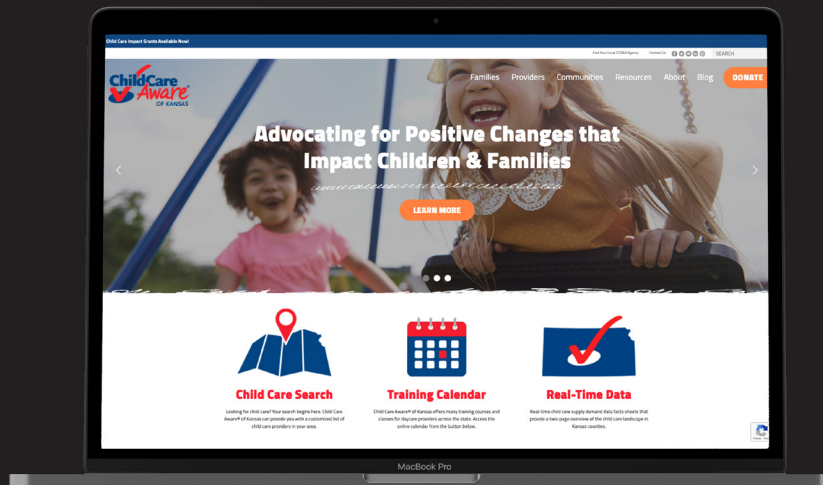 Child Care Impact Grants Available Now!
Find Your Local CCR&R Agency Contact Us SEARCH
ChildCare
Aware®
OF KANSAS
Families Providers Communities Resources About Blog DONATE
Advocating for Positive Changes that
Impact Children & Families
LEARN MORE
Child Care Search
Looking for child care? Your search begins here. Child Care
Aware® of Kansas can provide you with a customized list of
child care providers in your area.
Training Calendar
Child Care Aware® of Kansas offers many training courses and
classes for daycare providers across the state. Access the
online calendar from the button below.
Real-Time Data
Real-time child care supply demand data facts sheets that
provide a two-page overview of the child care landscape in
Kansas counties.
MacBook Pro